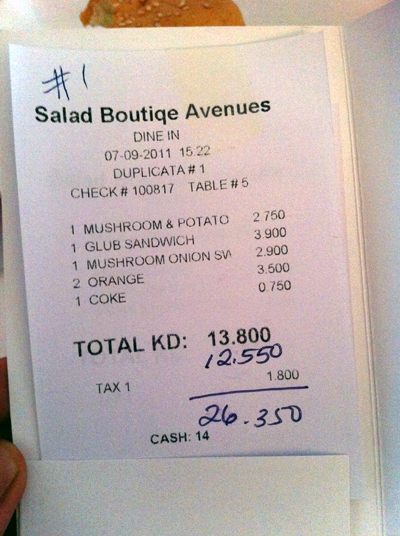 #1
Salad Boutiqe Avenues
DINE IN
07-09-2011 15:22
DUPLICATA # 1
CHECK # 100817 TABLE # 5
1 MUSHROOM & POTATO 2.750
1 GLUB SANDWICH 3.900
1 MUSHROOM ONION SW 2.900
2 ORANGE 3.500
1 COKE 0.750
TOTAL KD: 13.800
12.550
TAX 1 1.800
26.350
CASH: 14